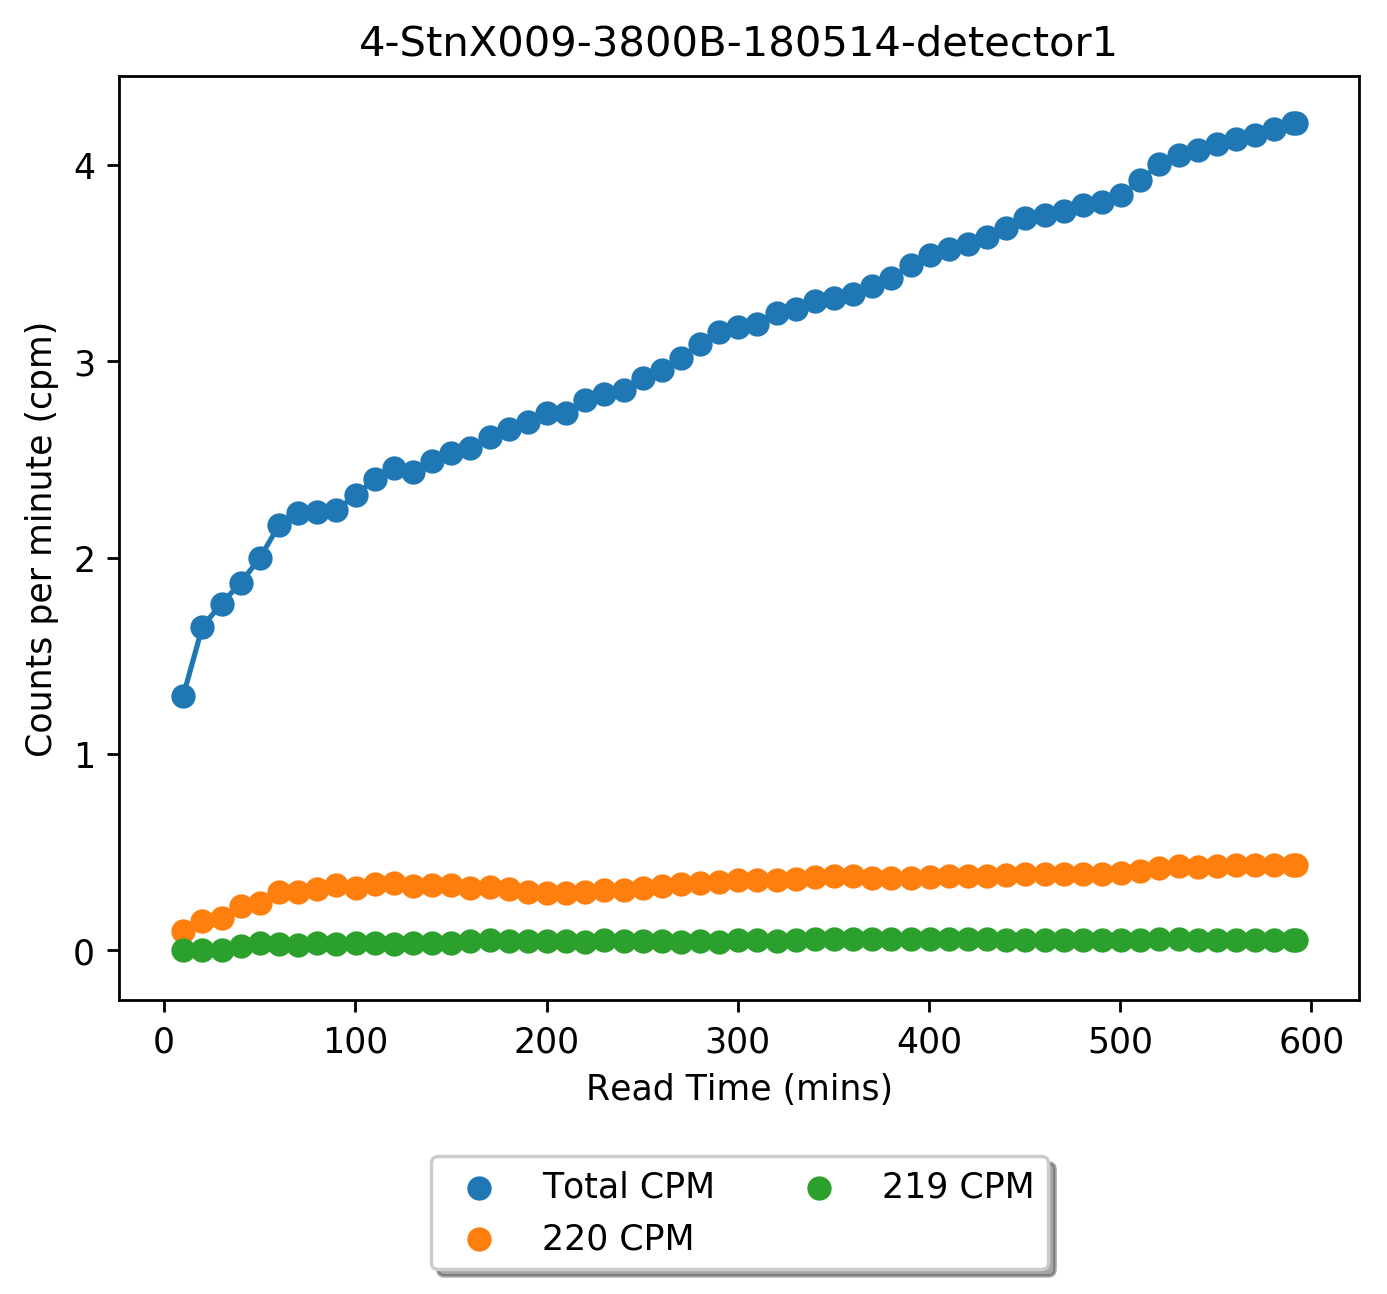 4-StnX009-3800B-180514-detector1
Counts per minute (cpm)
4
3
2
1
0
0 100 200 300 400 500 600
Read Time (mins)
Total CPM 219 CPM
220 CPM